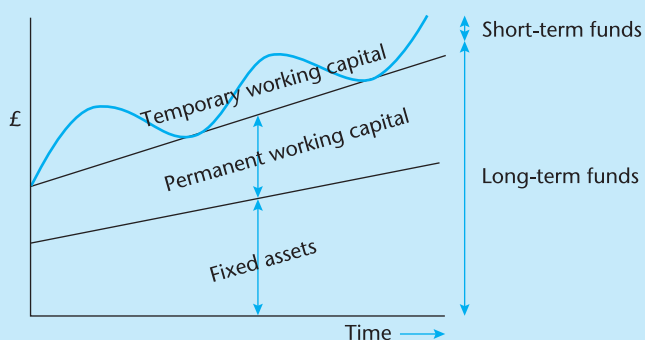 Short-term funds
Temporary working capital
£
Permanent working capital
Long-term funds
Fixed assets
Time